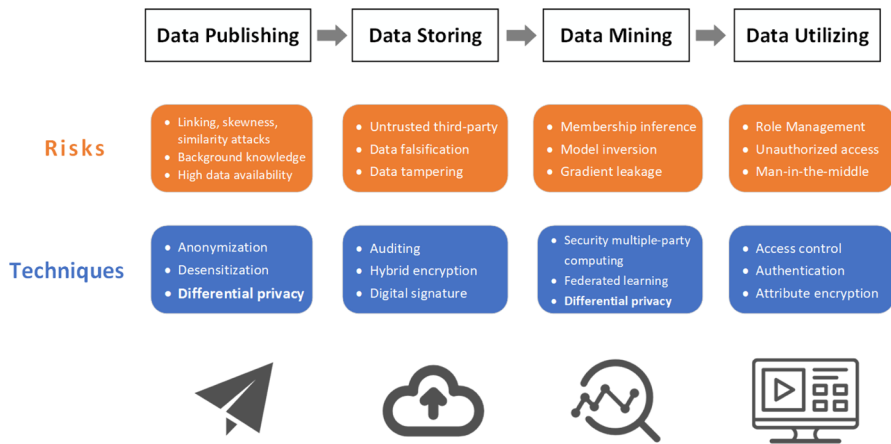 Data Publishing
Data Storing
Data Mining
Data Utilizing
Risks
• Linking, skewness,
similarity attacks
• Background knowledge
• High data availability
• Untrusted third-party
• Data falsification
• Data tampering
• Membership inference
• Model inversion
• Gradient leakage
• Role Management
• Unauthorized access
• Man-in-the-middle
Techniques
• Anonymization
• Desensitization
• Differential privacy
• Auditing
• Hybrid encryption
• Digital signature
• Security multiple-party
computing
• Federated learning
• Differential privacy
• Access control
• Authentication
• Attribute encryption